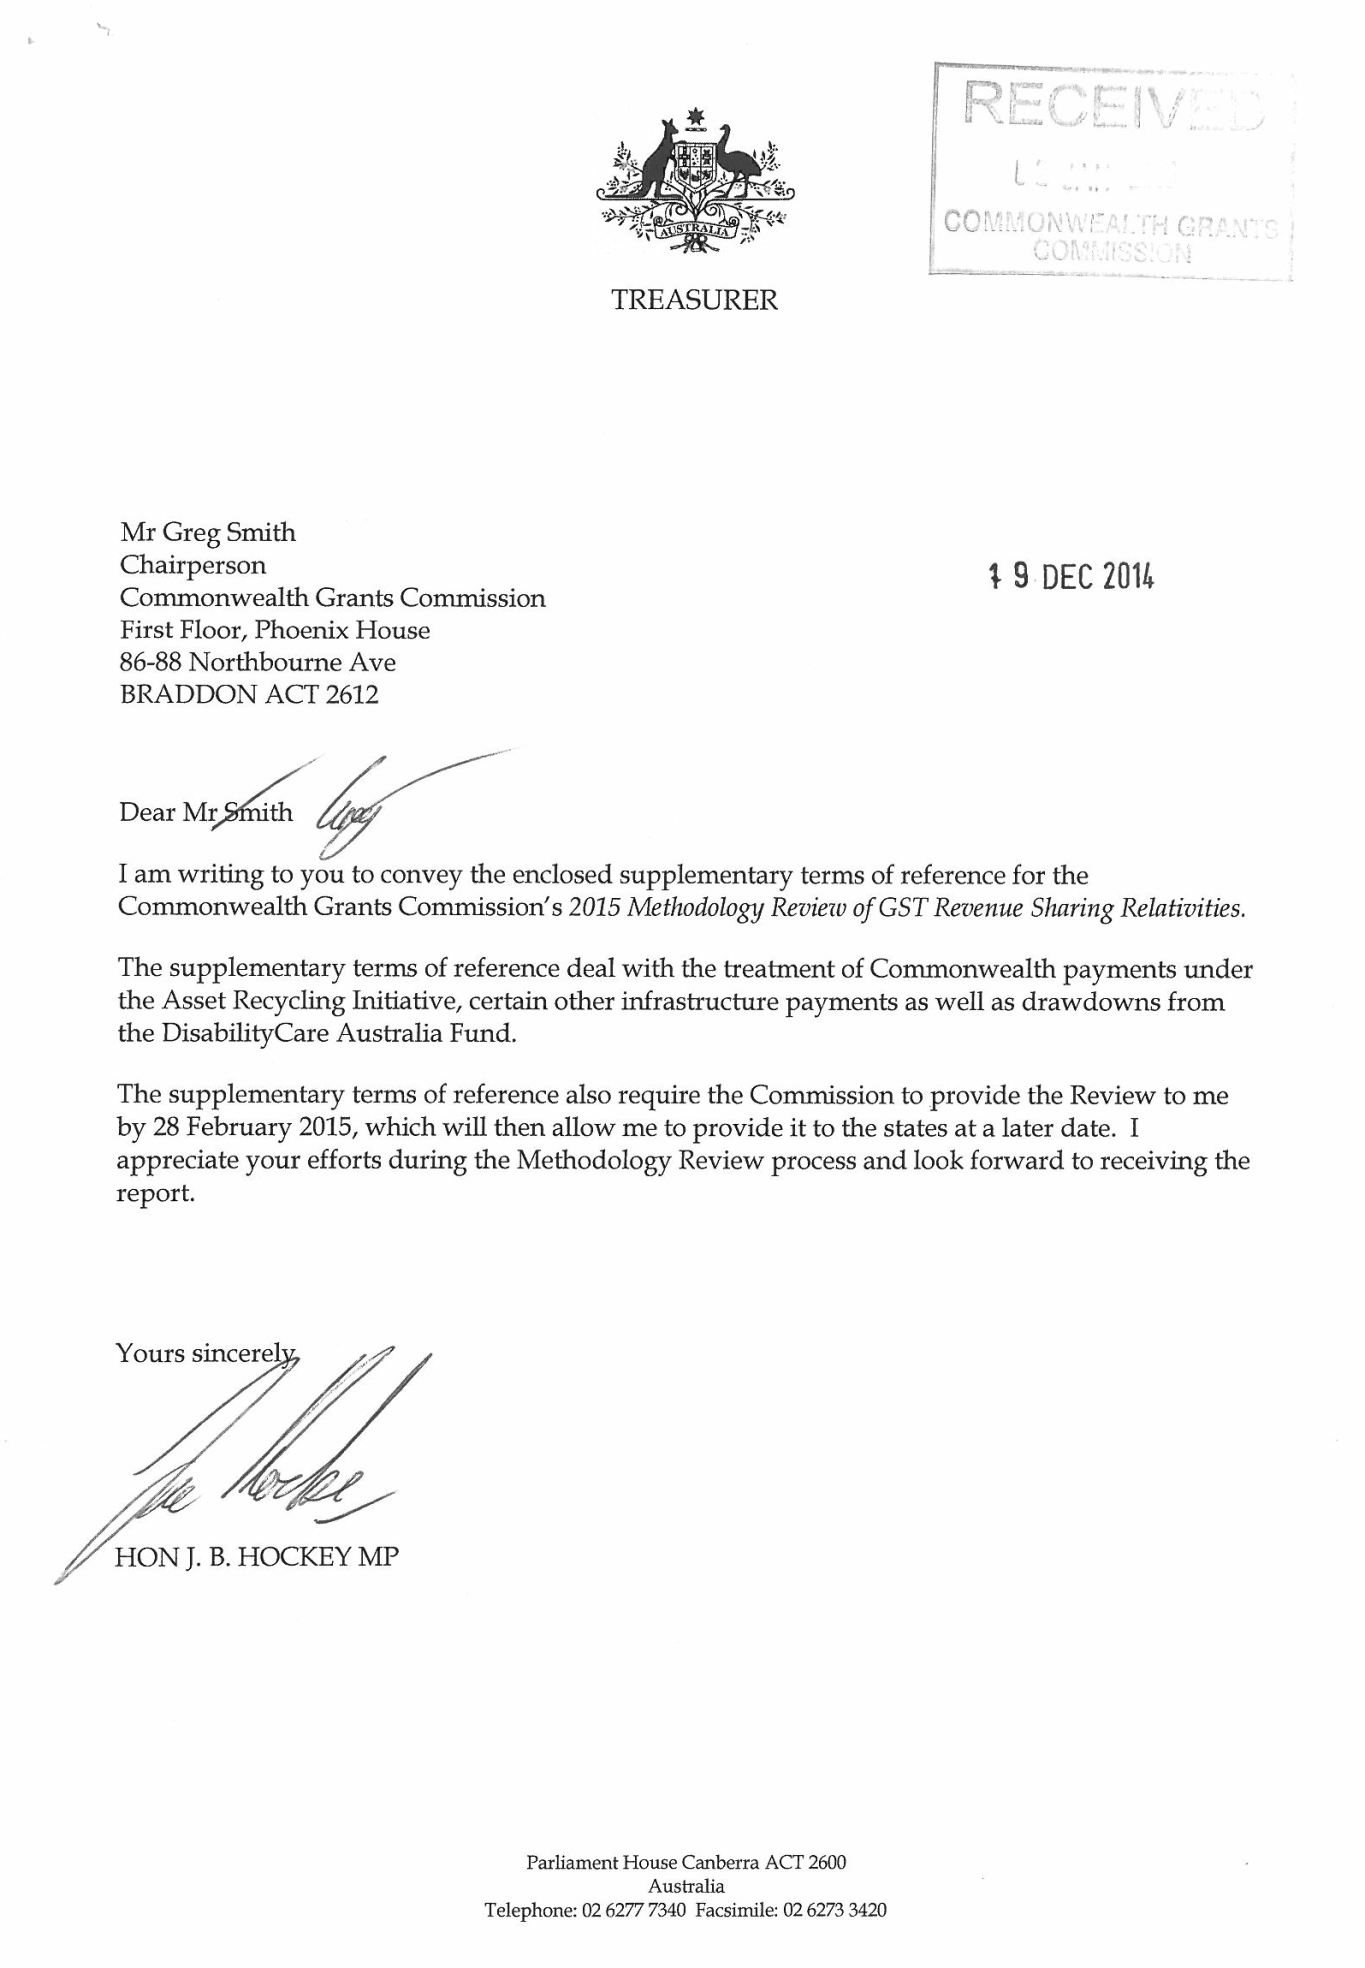 RECEIVED
COMMONWEALTH GRANTS
COMMISSION
AUSTRALIA
TREASURER
Mr Greg Smith
Chairperson
Commonwealth Grants Commission
First Floor, Phoenix House
86-88 Northbourne Ave
BRADDON ACT 2612
19 DEC 2014
Dear Mr Smith Greg
I am writing to you to convey the enclosed supplementary terms of reference for the
Commonwealth Grants Commission's 2015 Methodology Review of GST Revenue Sharing Relativities.
The supplementary terms of reference deal with the treatment of Commonwealth payments under
the Asset Recycling Initiative, certain other infrastructure payments as well as drawdowns from
the DisabilityCare Australia Fund.
The supplementary terms of reference also require the Commission to provide the Review to me
by 28 February 2015, which will then allow me to provide it to the states at a later date. I
appreciate your efforts during the Methodology Review process and look forward to receiving the
report.
Yours sincerely
Joe Hockey
HON J. B. HOCKEY MP
Parliament House Canberra ACT 2600
Australia
Telephone: 02 6277 7340 Facsimile: 02 6273 3420